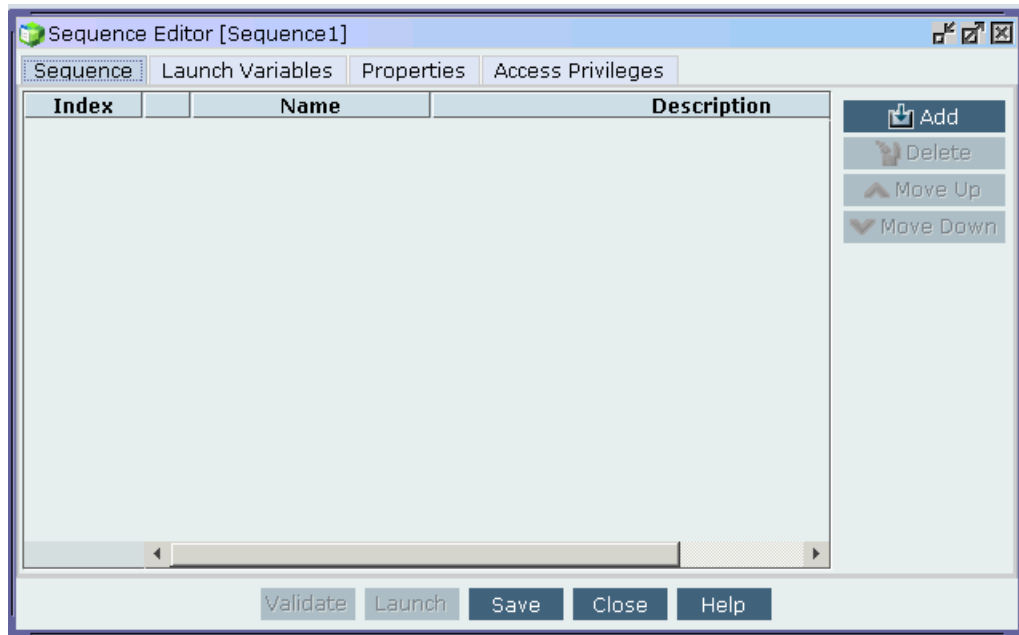 Sequence Editor [Sequence1]
Sequence Launch Variables Properties Access Privileges
Index Name Description
Add
Delete
Move Up
Move Down
Validate Launch Save Close Help